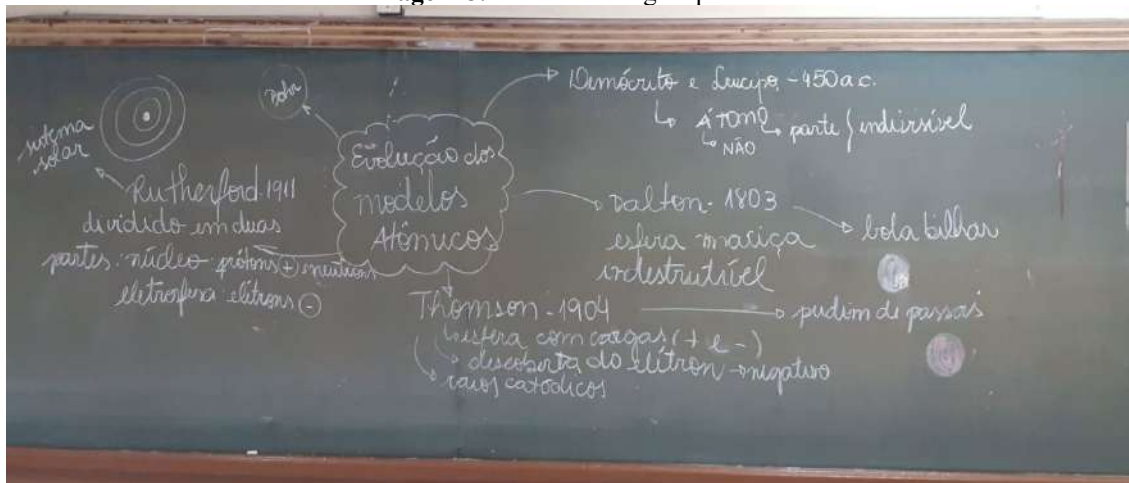 Evolução dos
modelos
Atômicos
Demócrito e Leucipo - 450 a.c.
ÁTOMO → parte indivisível
NÃO
Dalton - 1803 → bola bilhar
esfera maciça
indestrutível
Thomson - 1904 → pudim de passas
esfera com cargas (+ e -)
descoberta do elétron → negativo
raios catódicos
Rutherford 1911
dividido em duas
partes: núcleo prótons + neutrons
eletrosfera elétrons -
sistema
solar